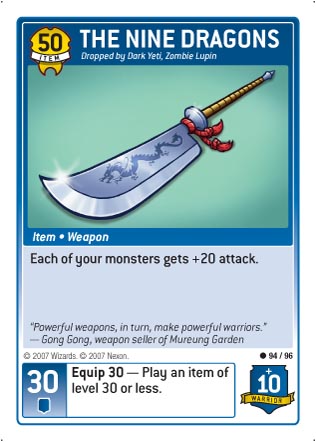 50
ITEM
THE NINE DRAGONS
Dropped by Dark Yeti, Zombie Lupin
Item • Weapon
Each of your monsters gets +20 attack.
"Powerful weapons, in turn, make powerful warriors."
— Gong Gong, weapon seller of Mureung Garden
© 2007 Wizards. © 2007 Nexon.
● 94 / 96
30
Equip 30 — Play an item of
level 30 or less.
+
10
WARRIOR